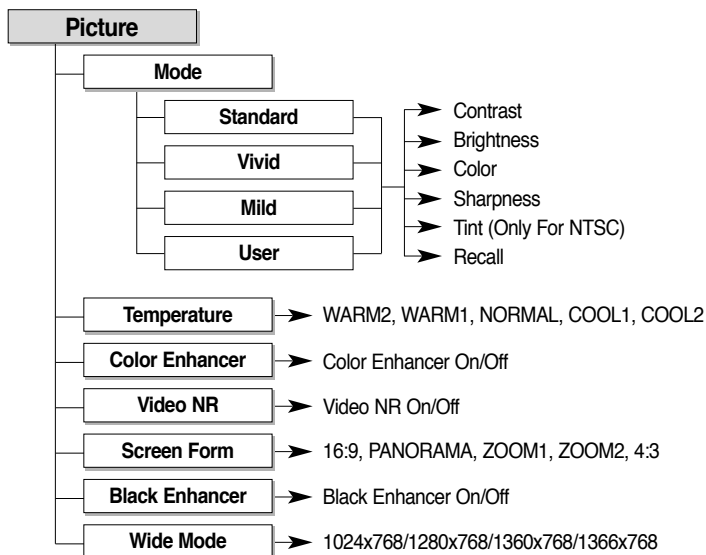 Picture
Mode
Standard
Vivid
Mild
User
Contrast
Brightness
Color
Sharpness
Tint (Only For NTSC)
Recall
Temperature
WARM2, WARM1, NORMAL, COOL1, COOL2
Color Enhancer
Color Enhancer On/Off
Video NR
Video NR On/Off
Screen Form
16:9, PANORAMA, ZOOM1, ZOOM2, 4:3
Black Enhancer
Black Enhancer On/Off
Wide Mode
1024x768/1280x768/1360x768/1366x768